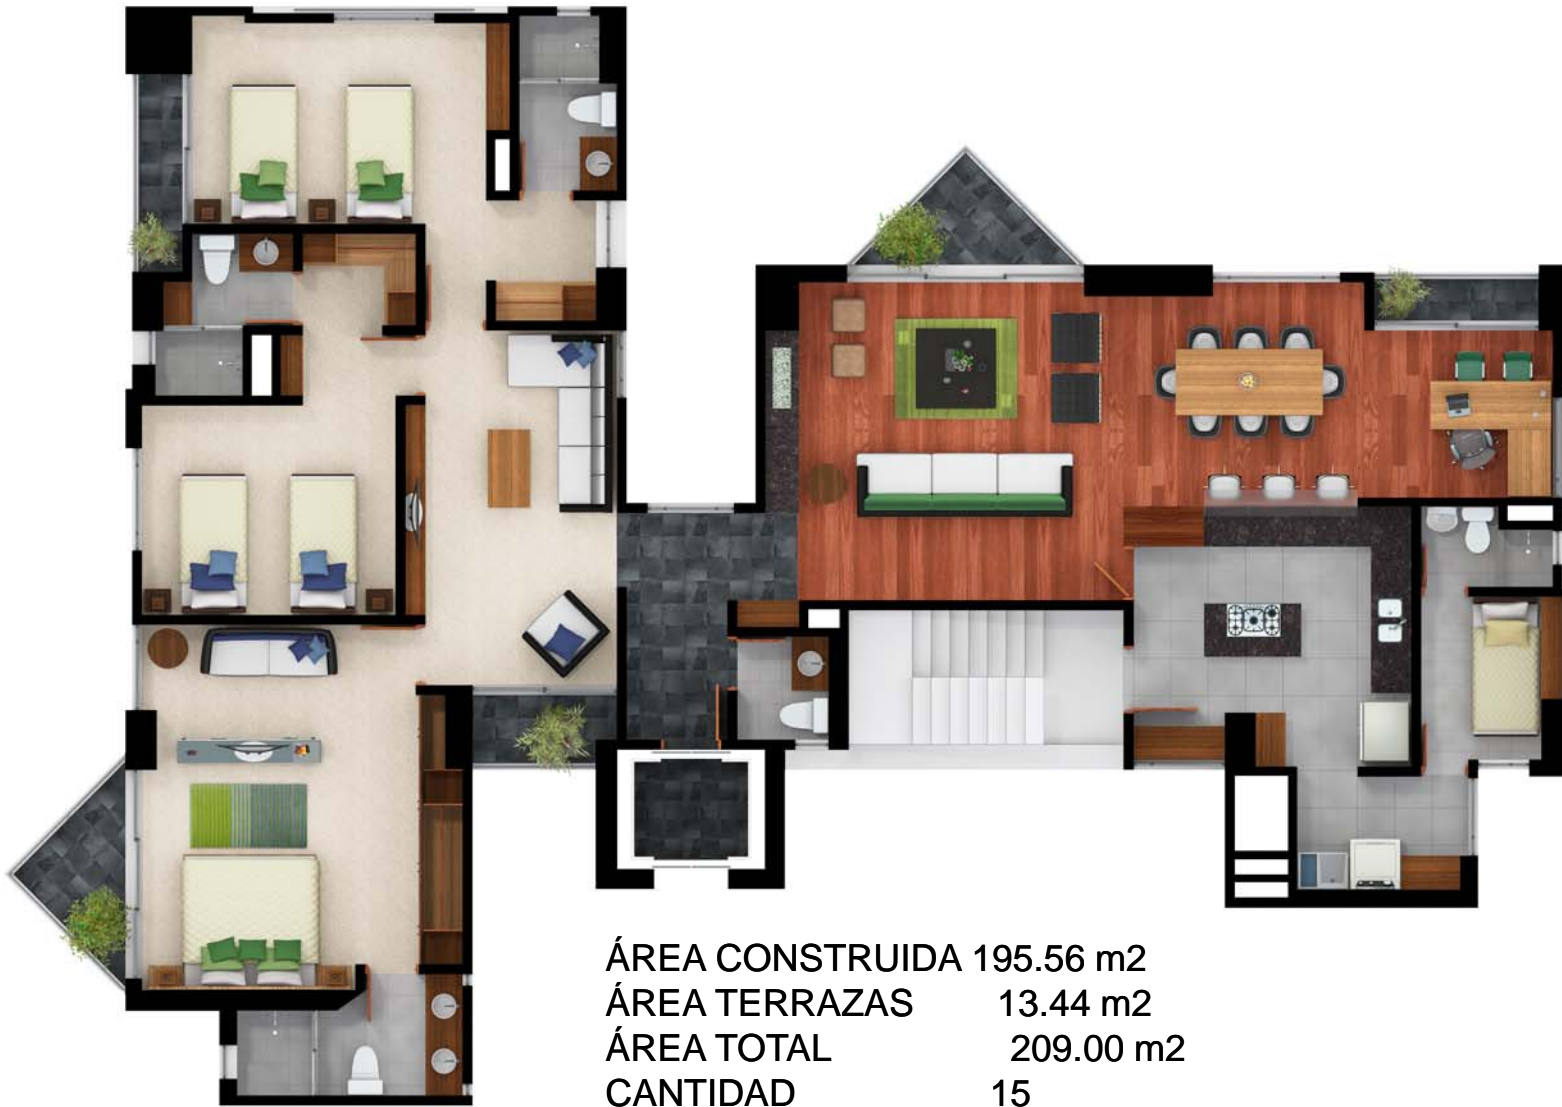 ÁREA CONSTRUIDA 195.56 m2
ÁREA TERRAZAS 13.44 m2
ÁREA TOTAL 209.00 m2
CANTIDAD 15